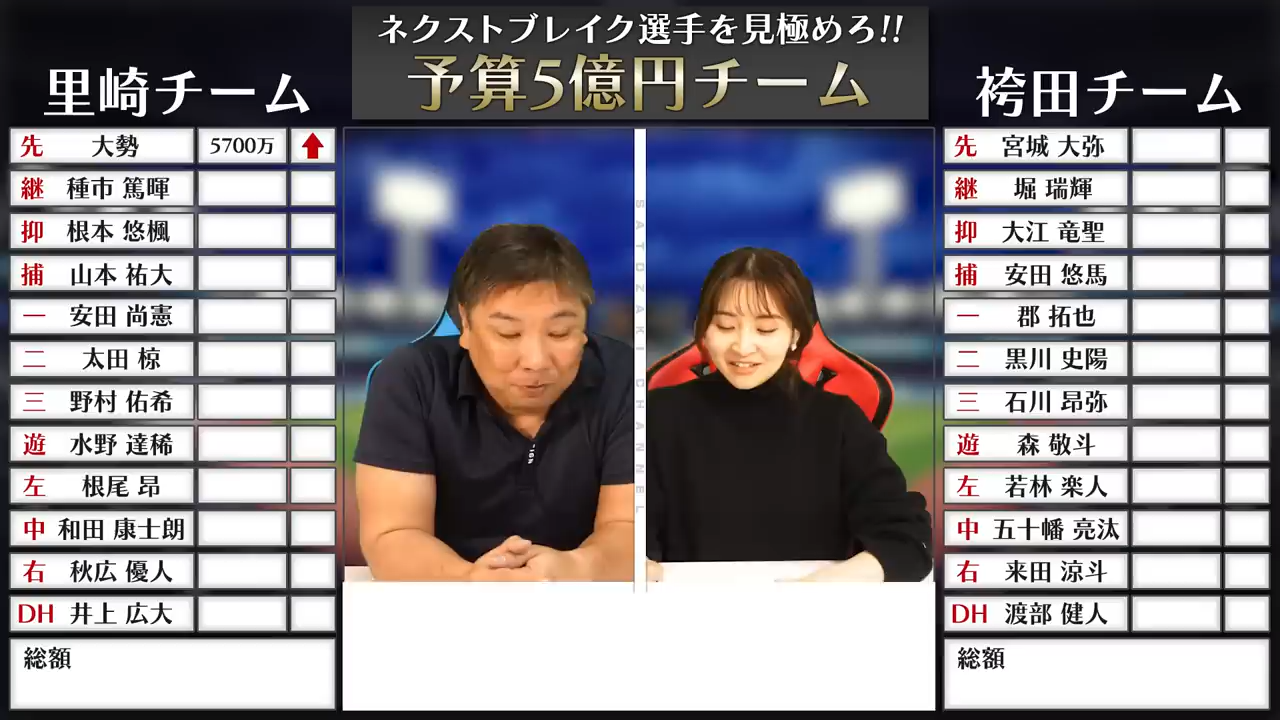 ネクストブレイク選手を見極めろ!!
予算5億円チーム
里崎チーム
先 大勢 5700万
継 種市 篤暉
抑 根本 悠楓
捕 山本 祐大
一 安田 尚憲
二 太田 椋
三 野村 佑希
遊 水野 達稀
左 根尾 昂
中 和田 康士朗
右 秋広 優人
DH 井上 広大
総額
SATOZAKI CHANNEL
袴田チーム
先 宮城 大弥
継 堀 瑞輝
抑 大江 竜聖
捕 安田 悠馬
一 郡 拓也
二 黒川 史陽
三 石川 昂弥
遊 森 敬斗
左 若林 楽人
中 五十幡 亮汰
右 来田 涼斗
DH 渡部 健人
総額